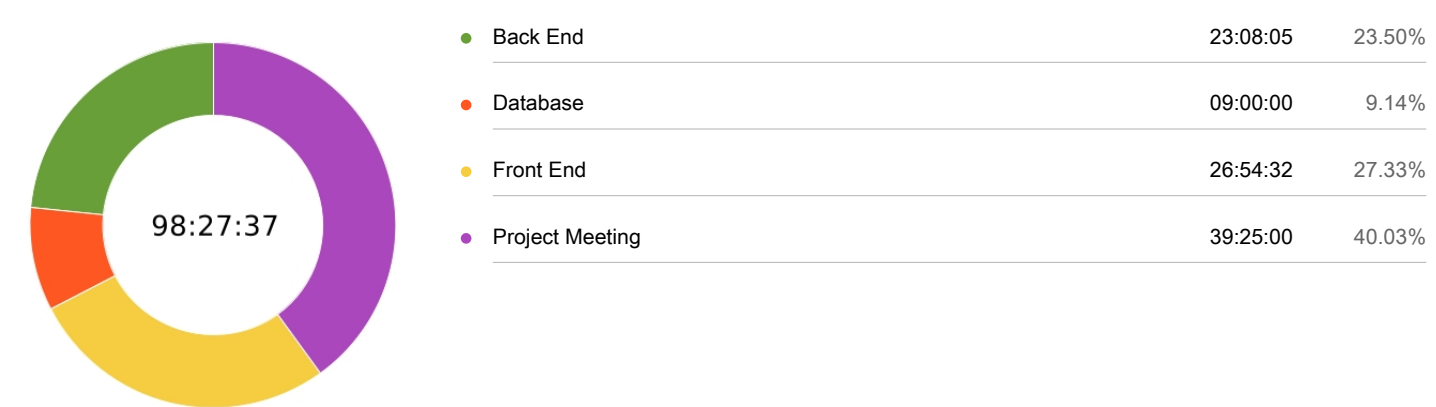 98:27:37
Back End 23:08:05 23.50%
Database 09:00:00 9.14%
Front End 26:54:32 27.33%
Project Meeting 39:25:00 40.03%